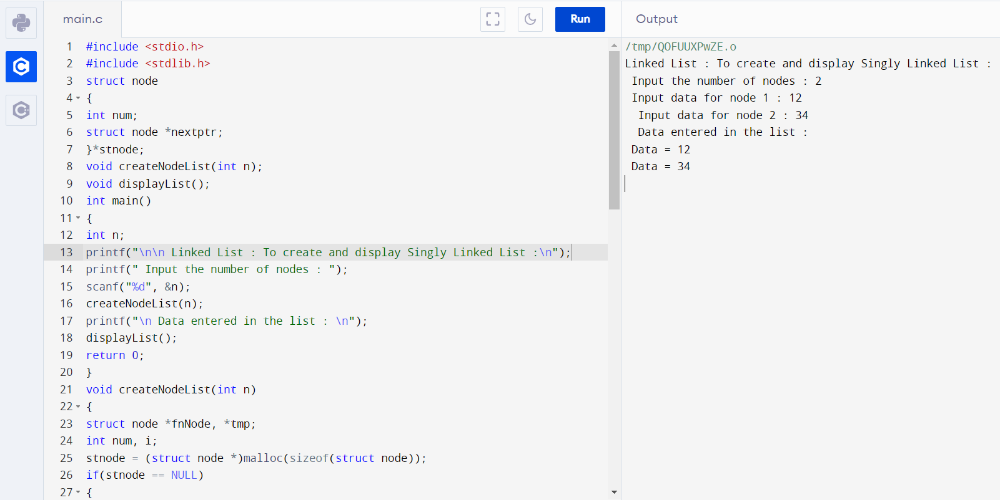 main.c
Run
Output
1 #include <stdio.h>
2 #include <stdlib.h>
3 struct node
4 {
5 int num;
6 struct node *nextptr;
7 }*stnode;
8 void createNodeList(int n);
9 void displayList();
10 int main()
11 {
12 int n;
13 printf("\n\n Linked List : To create and display Singly Linked List :\n");
14 printf(" Input the number of nodes : ");
15 scanf("%d", &n);
16 createNodeList(n);
17 printf("\n Data entered in the list : \n");
18 displayList();
19 return 0;
20 }
21 void createNodeList(int n)
22 {
23 struct node *fnNode, *tmp;
24 int num, i;
25 stnode = (struct node *)malloc(sizeof(struct node));
26 if(stnode == NULL)
27 {
/tmp/QOFUUXPwZE.o
Linked List : To create and display Singly Linked List :
Input the number of nodes : 2
Input data for node 1 : 12
Input data for node 2 : 34
Data entered in the list :
Data = 12
Data = 34